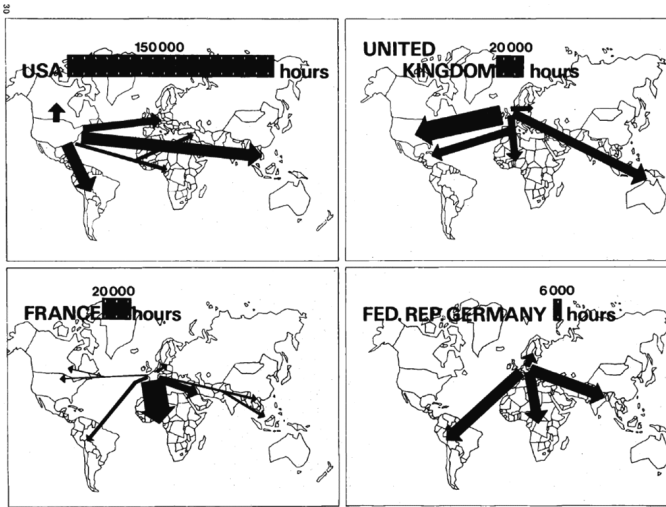 30
150000
USA hours
UNITED
20000
KINGDOM hours
20000
FRANCE hours
6000
FED. REP. GERMANY hours